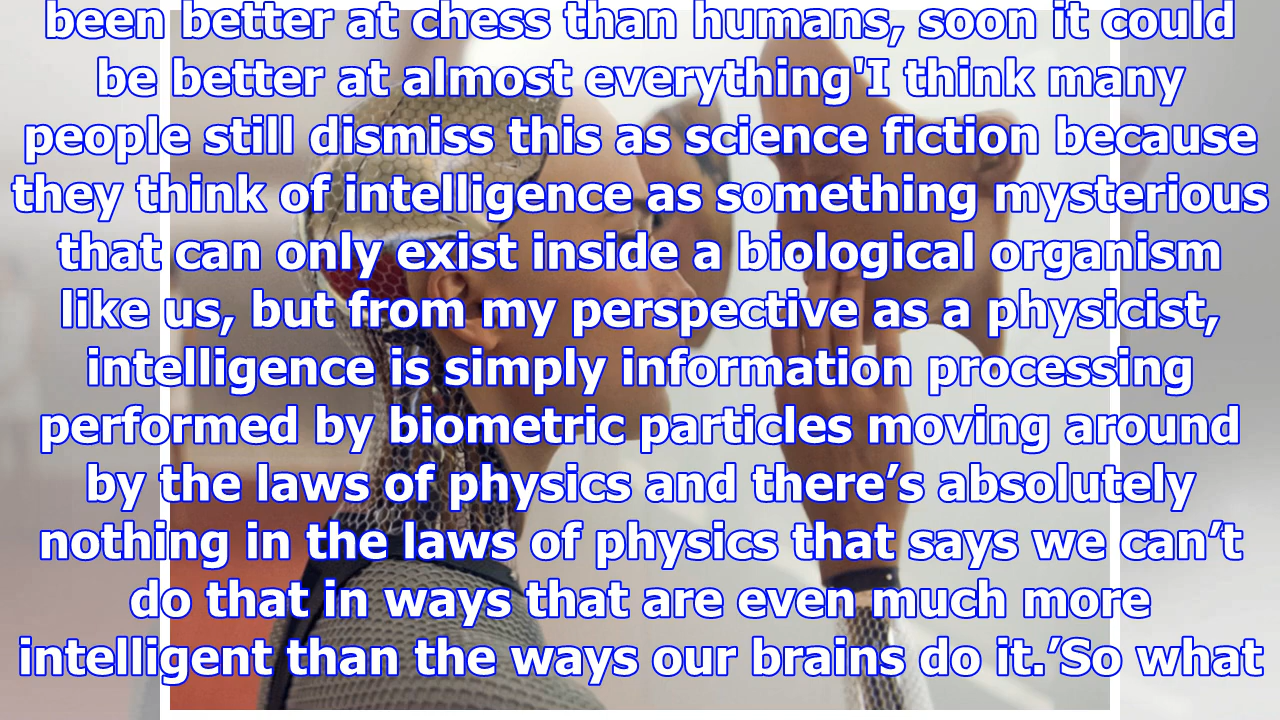 been better at chess than humans, soon it could
be better at almost everything'I think many
people still dismiss this as science fiction because
they think of intelligence as something mysterious
that can only exist inside a biological organism
like us, but from my perspective as a physicist,
intelligence is simply information processing
performed by biometric particles moving around
by the laws of physics and there’s absolutely
nothing in the laws of physics that says we can’t
do that in ways that are even much more
intelligent than the ways our brains do it.’So what